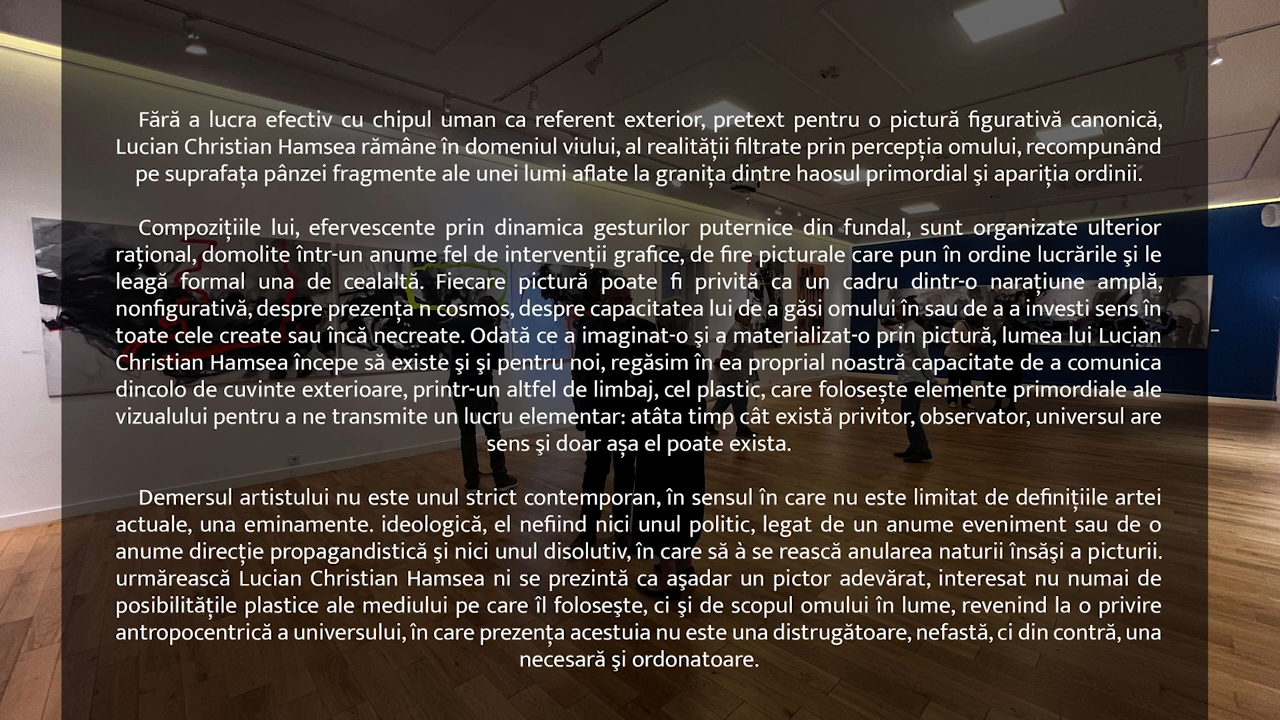 Fără a lucra efectiv cu chipul uman ca referent exterior, pretext pentru o pictură figurativă canonică,
Lucian Christian Hamsea rămâne în domeniul viului, al realității filtrate prin percepția omului, recompunând
pe suprafața pânzei fragmente ale unei lumi aflate la granița dintre haosul primordial şi apariția ordinii.
Compozițiile lui, efervescente prin dinamica gesturilor puternice din fundal, sunt organizate ulterior
rațional, domolite într-un anume fel de intervenții grafice, de fire picturale care pun în ordine lucrările şi le
leagă formal una de cealaltă. Fiecare pictură poate fi privită ca un cadru dintr-o narațiune amplă,
nonfigurativă, despre prezența n cosmos, despre capacitatea lui de a găsi omului în sau de a a investi sens în
toate cele create sau încă necreate. Odată ce a imaginat-o şi a materializat-o prin pictură, lumea lui Lucian
Christian Hamsea începe să existe şi şi pentru noi, regăsim în ea proprial noastră capacitate de a comunica
dincolo de cuvinte exterioare, printr-un altfel de limbaj, cel plastic, care folosește elemente primordiale ale
vizualului pentru a ne transmite un lucru elementar: atâta timp cât există privitor, observator, universul are
sens şi doar așa el poate exista.
Demersul artistului nu este unul strict contemporan, în sensul în care nu este limitat de definițiile artei
actuale, una eminamente. ideologică, el nefiind nici unul politic, legat de un anume eveniment sau de o
anume direcție propagandistică şi nici unul disolutiv, în care să à se rească anularea naturii însăşi a picturii.
urmărească Lucian Christian Hamsea ni se prezintă ca aşadar un pictor adevărat, interesat nu numai de
posibilitățile plastice ale mediului pe care îl foloseşte, ci şi de scopul omului în lume, revenind la o privire
antropocentrică a universului, în care prezența acestuia nu este una distrugătoare, nefastă, ci din contră, una
necesară şi ordonatoare.